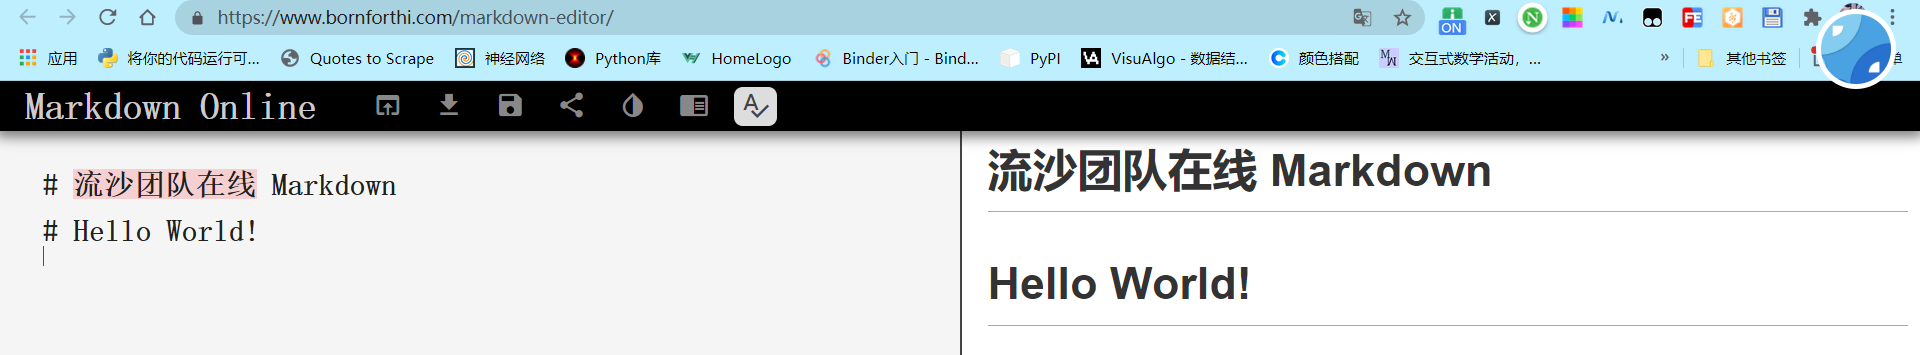 https://www.bornforthi.com/markdown-editor/
ON
应用 将你的代码运行可... Quotes to Scrape 神经网络 Python库 HomeLogo Binder入门 - Bind... PyPI VisuAlgo - 数据结... 颜色搭配 交互式数学活动，... » 其他书签 单
Markdown Online
# 流沙团队在线 Markdown
# Hello World!
流沙团队在线 Markdown
Hello World!